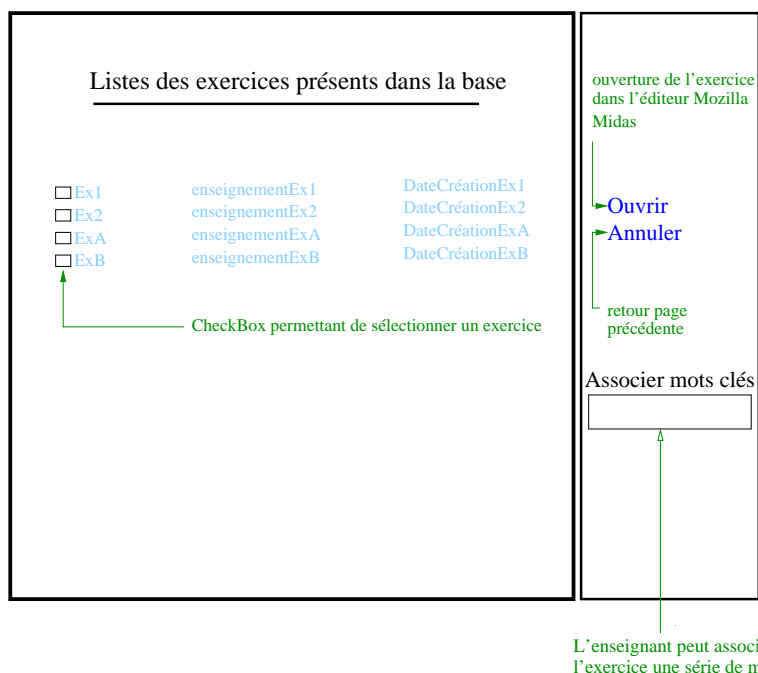 Listes des exercices présents dans la base
Ex1 enseignementEx1 DateCréationEx1
Ex2 enseignementEx2 DateCréationEx2
ExA enseignementExA DateCréationExA
ExB enseignementExB DateCréationExB
CheckBox permettant de sélectionner un exercice
ouverture de l'exercice
dans l'éditeur Mozilla
Midas
Ouvrir
Annuler
retour page
précédente
Associer mots clés
L'enseignant peut
l'exercice une série de